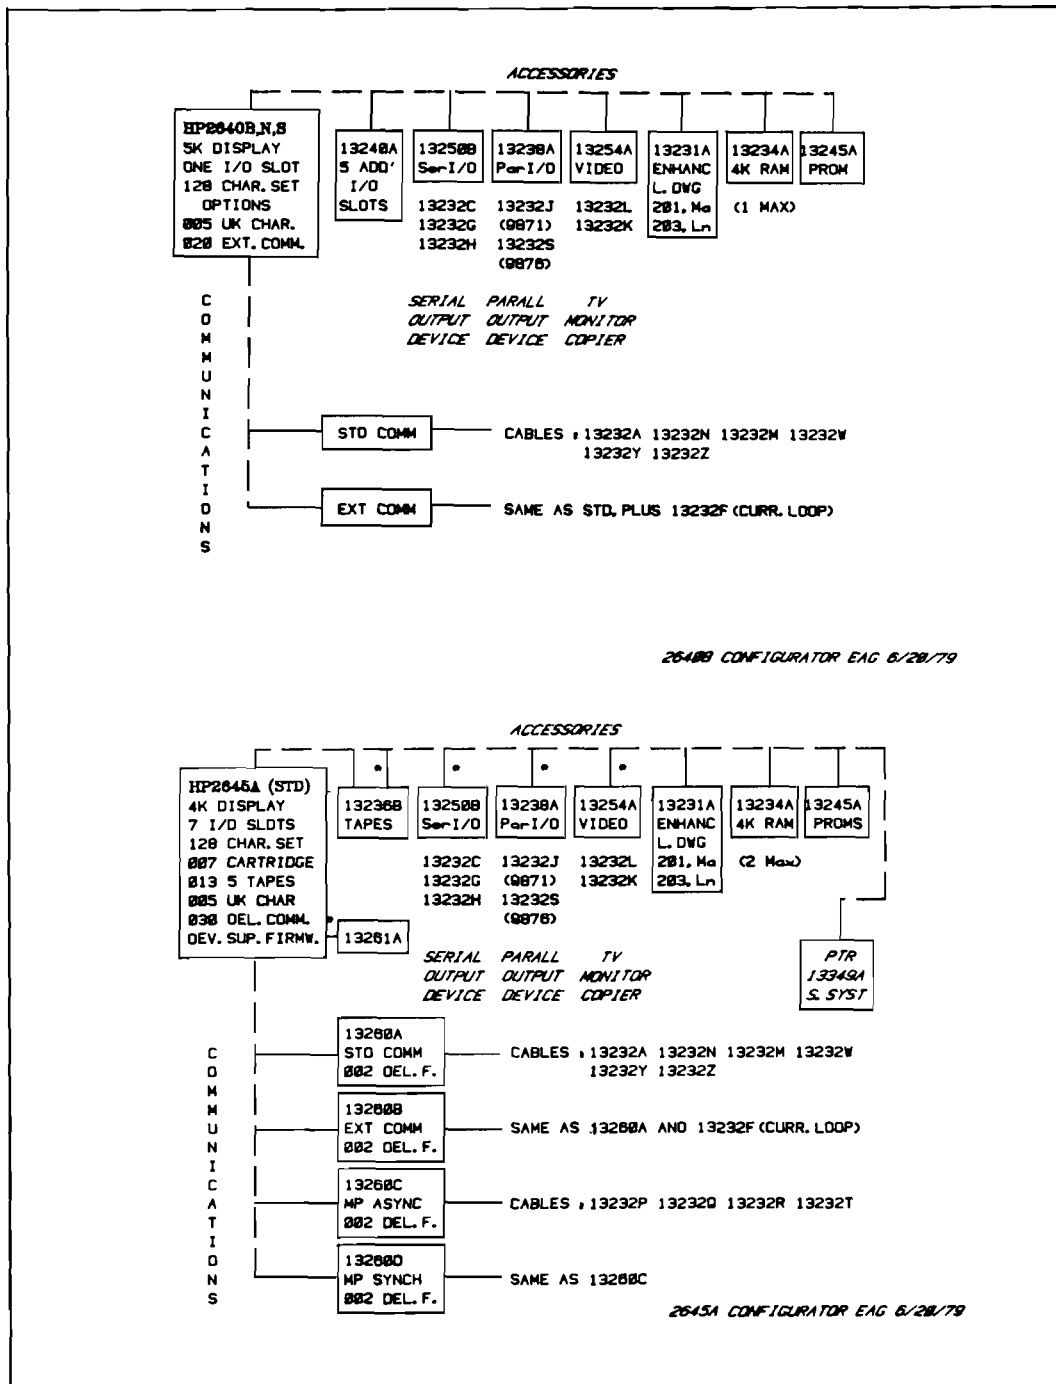 ACCESSORIES
HP2640B,N,S
5K DISPLAY
ONE I/O SLOT
128 CHAR.SET
OPTIONS
005 UK CHAR.
020 EXT.COMM.
13240A
5 ADD'
I/O
SLOTS
13250B
SerI/O
13232C
13232G
13232H
13238A
ParI/O
13232J
(9871)
13232S
(9876)
13254A
VIDEO
13232L
13232K
13231A
ENHANC
L.DWG
201,Ma
203,Ln
13234A
4K RAM
(1 MAX)
13245A
PROM
SERIAL
OUTPUT
DEVICE
PARALL
OUTPUT
DEVICE
TV
MONITOR
COPIER
COMMUNICATIONS
STD COMM
CABLES : 13232A 13232N 13232M 13232W
13232Y 13232Z
EXT COMM
SAME AS STD.PLUS 13232F(CURR.LOOP)
2640B CONFIGURATOR EAG 6/20/79
ACCESSORIES
HP2645A (STD)
4K DISPLAY
7 I/O SLOTS
128 CHAR.SET
007 CARTRIDGE
013 5 TAPES
005 UK CHAR
030 DEL.COMM.
DEV.SUP.FIRMW.
13236B
TAPES
13261A
13250B
SerI/O
13232C
13232G
13232H
13238A
ParI/O
13232J
(9871)
13232S
(9876)
13254A
VIDEO
13232L
13232K
13231A
ENHANC
L.DWG
201,Ma
203,Ln
13234A
4K RAM
(2 Max)
13245A
PROMS
PTR
13349A
S.SYST
SERIAL
OUTPUT
DEVICE
PARALL
OUTPUT
DEVICE
TV
MONITOR
COPIER
COMMUNICATIONS
13260A
STD COMM
002 DEL.F.
CABLES : 13232A 13232N 13232M 13232W
13232Y 13232Z
13260B
EXT COMM
002 DEL.F.
SAME AS 13260A AND 13232F(CURR.LOOP)
13260C
MP ASYNC
002 DEL.F.
CABLES : 13232P 13232Q 13232R 13232T
13260D
MP SYNCH
002 DEL.F.
SAME AS 13260C
2645A CONFIGURATOR EAG 6/20/79